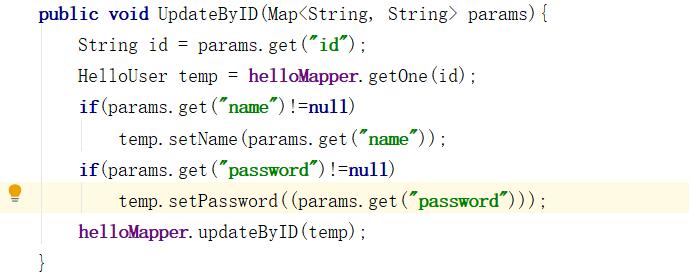 public void UpdateByID(Map<String, String> params){
String id = params.get("id");
HelloUser temp = helloMapper.getOne(id);
if(params.get("name")!=null)
temp.setName(params.get("name"));
if(params.get("password")!=null)
temp.setPassword((params.get("password")));
helloMapper.updateByID(temp);
}